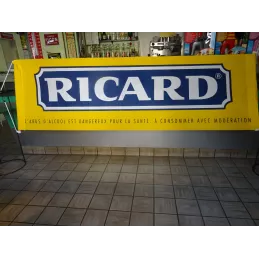 RICARD®
L'ABUS D'ALCOOL EST DANGEREUX POUR LA SANTÉ. À CONSOMMER AVEC MODÉRATION